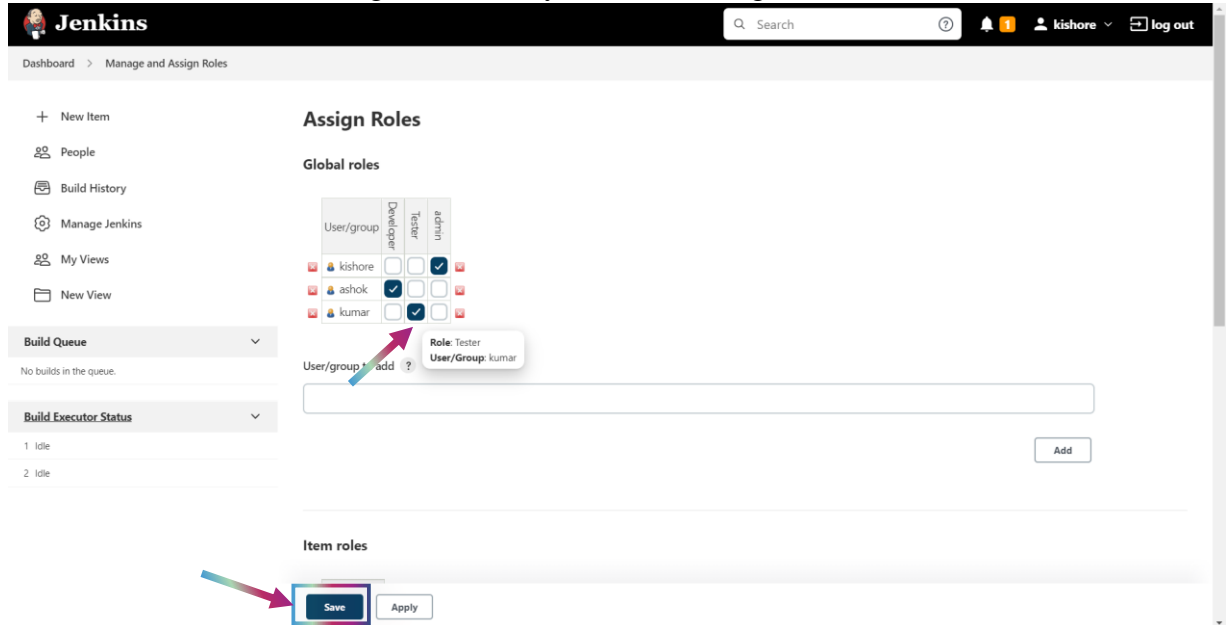 Jenkins
Search
1
kishore
log out
Dashboard > Manage and Assign Roles
New Item
People
Build History
Manage Jenkins
My Views
New View
Build Queue
No builds in the queue.
Build Executor Status
1 Idle
2 Idle
Assign Roles
Global roles
User/group Developer Tester admin
kishore
ashok
kumar
Role: Tester
User/Group: kumar
User/group to add ?
Add
Item roles
Save Apply